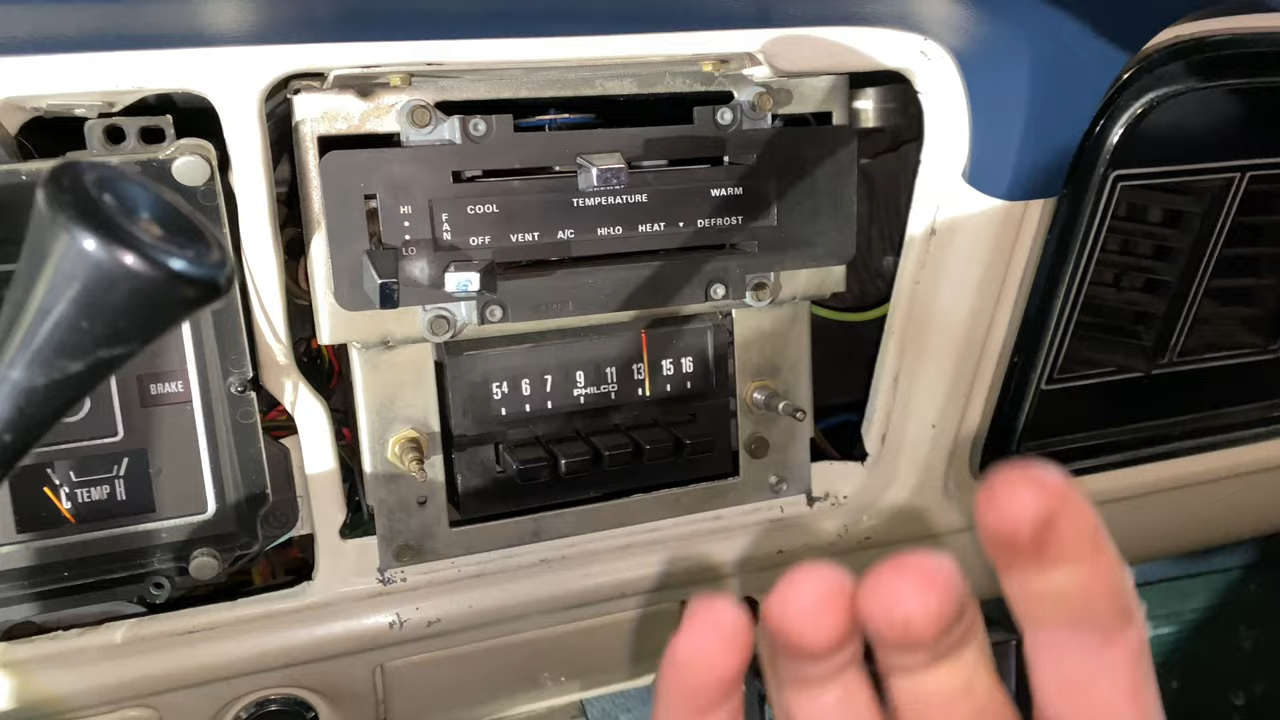 COOL
TEMPERATURE
WARM
HI
LO
FAN
OFF VENT A/C HI-LO HEAT ▼ DEFROST
5⁴ 6 7 9 11 13 15 16
PHILCO
BRAKE
C TEMP H